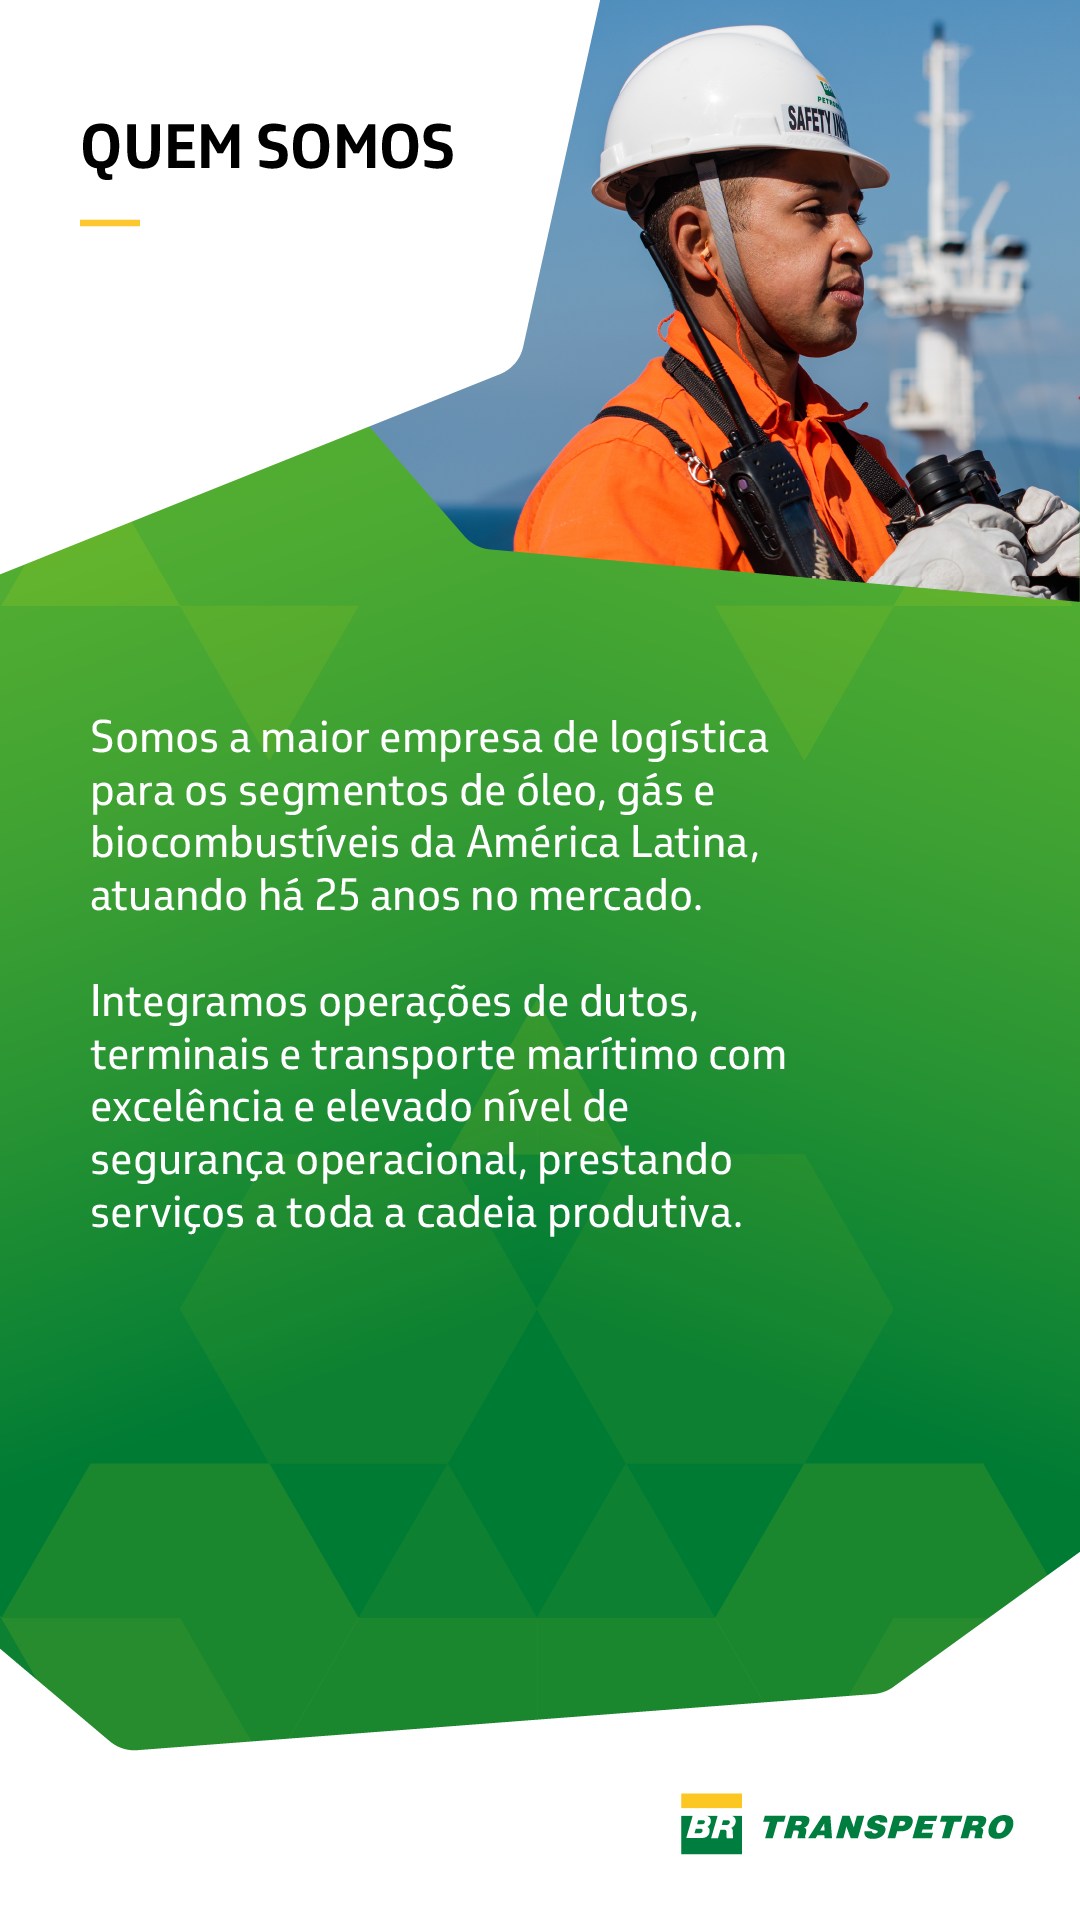 QUEM SOMOS
SAFETY
Somos a maior empresa de logística
para os segmentos de óleo, gás e
biocombustíveis da América Latina,
atuando há 25 anos no mercado.
Integramos operações de dutos,
terminais e transporte marítimo com
excelência e elevado nível de
segurança operacional, prestando
serviços a toda a cadeia produtiva.
BR TRANSPETRO